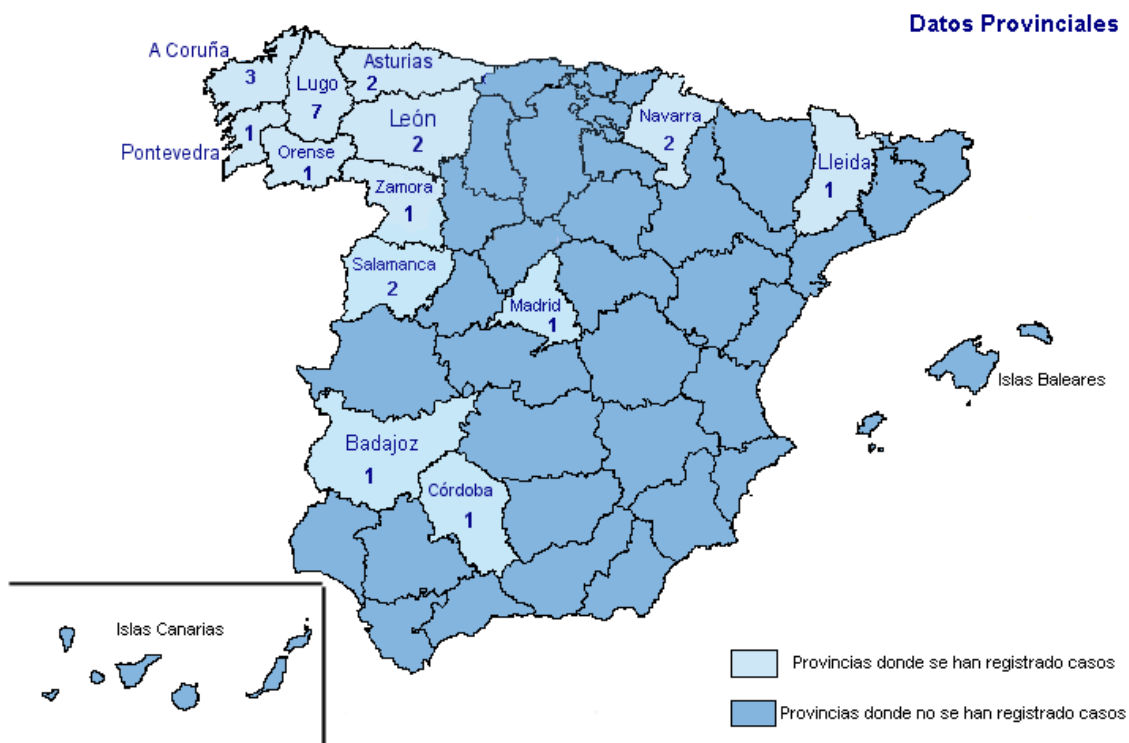 Datos Provinciales
A Coruña
3
Lugo
7
Asturias
2
León
2
Navarra
2
Lleida
1
1
Pontevedra
Orense
1
Zamora
1
Salamanca
2
Madrid
1
Islas Baleares
Badajoz
1
Córdoba
1
Islas Canarias
Provincias donde se han registrado casos
Provincias donde no se han registrado casos